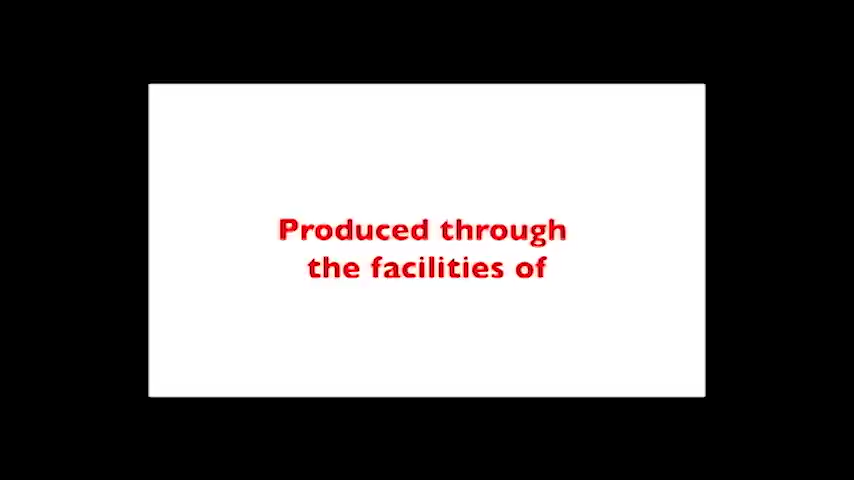 Produced through
the facilities of